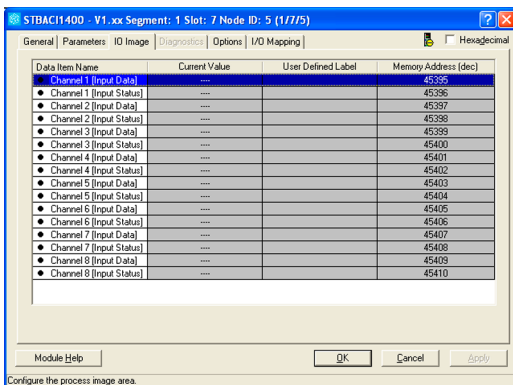 STBACI1400 - V1.xx Segment: 1 Slot: 7 Node ID: 5 (1/7/5)
General Parameters IO Image Diagnostics Options I/O Mapping Hexadecimal
Data Item Name Current Value User Defined Label Memory Address (dec)
Channel 1 [Input Data] ---- 45395
Channel 1 [Input Status] ---- 45396
Channel 2 [Input Data] ---- 45397
Channel 2 [Input Status] ---- 45398
Channel 3 [Input Data] ---- 45399
Channel 3 [Input Status] ---- 45400
Channel 4 [Input Data] ---- 45401
Channel 4 [Input Status] ---- 45402
Channel 5 [Input Data] ---- 45403
Channel 5 [Input Status] ---- 45404
Channel 6 [Input Data] ---- 45405
Channel 6 [Input Status] ---- 45406
Channel 7 [Input Data] ---- 45407
Channel 7 [Input Status] ---- 45408
Channel 8 [Input Data] ---- 45409
Channel 8 [Input Status] ---- 45410
Module Help OK Cancel Apply
Configure the process image area.